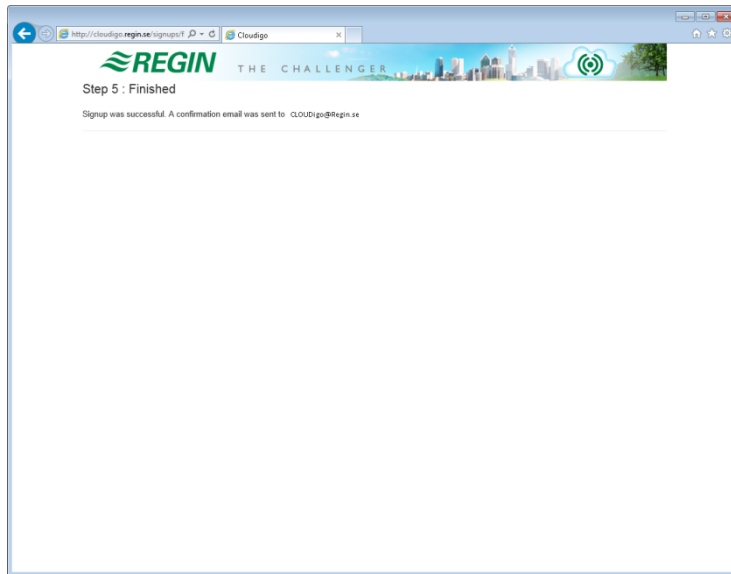 http://cloudigo.regin.se/signups/f
Cloudigo
REGIN THE CHALLENGER
Step 5 : Finished
Signup was successful. A confirmation email was sent to CLOUDigo@Regin.se